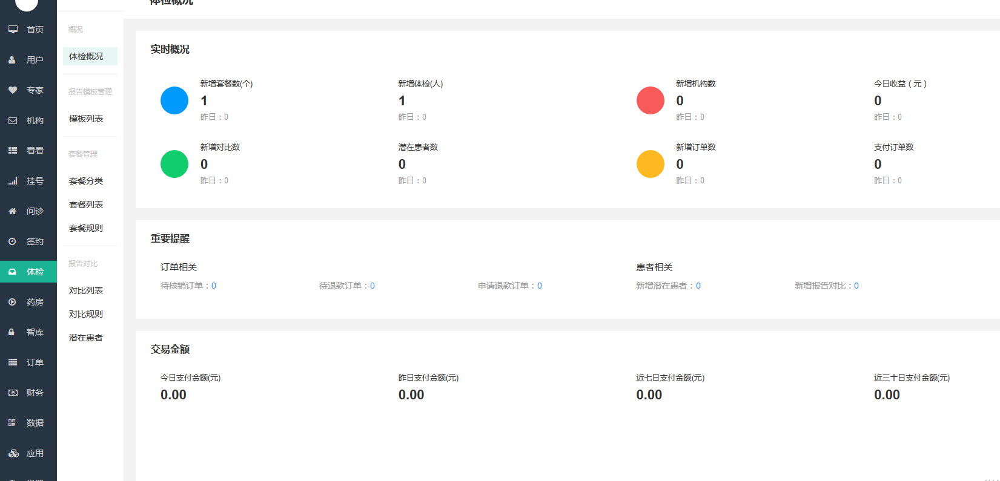 体检概况
首页
用户
专家
机构
看看
挂号
问诊
签约
体检
药房
智库
订单
财务
数据
应用
设置
概况
体检概况
报告模板管理
模板列表
套餐管理
套餐分类
套餐列表
套餐规则
报告对比
对比列表
对比规则
潜在患者
实时概况
新增套餐数(个)
1
昨日：0
新增体检(人)
1
昨日：0
新增机构数
0
昨日：0
今日收益（元）
0
昨日：0
新增对比数
0
昨日：0
潜在患者数
0
昨日：0
新增订单数
0
昨日：0
支付订单数
0
昨日：0
重要提醒
订单相关
待核销订单：0
待退款订单：0
申请退款订单：0
患者相关
新增潜在患者：0
新增报告对比：0
交易金额
今日支付金额(元)
0.00
昨日支付金额(元)
0.00
近七日支付金额(元)
0.00
近三十日支付金额(元)
0.00